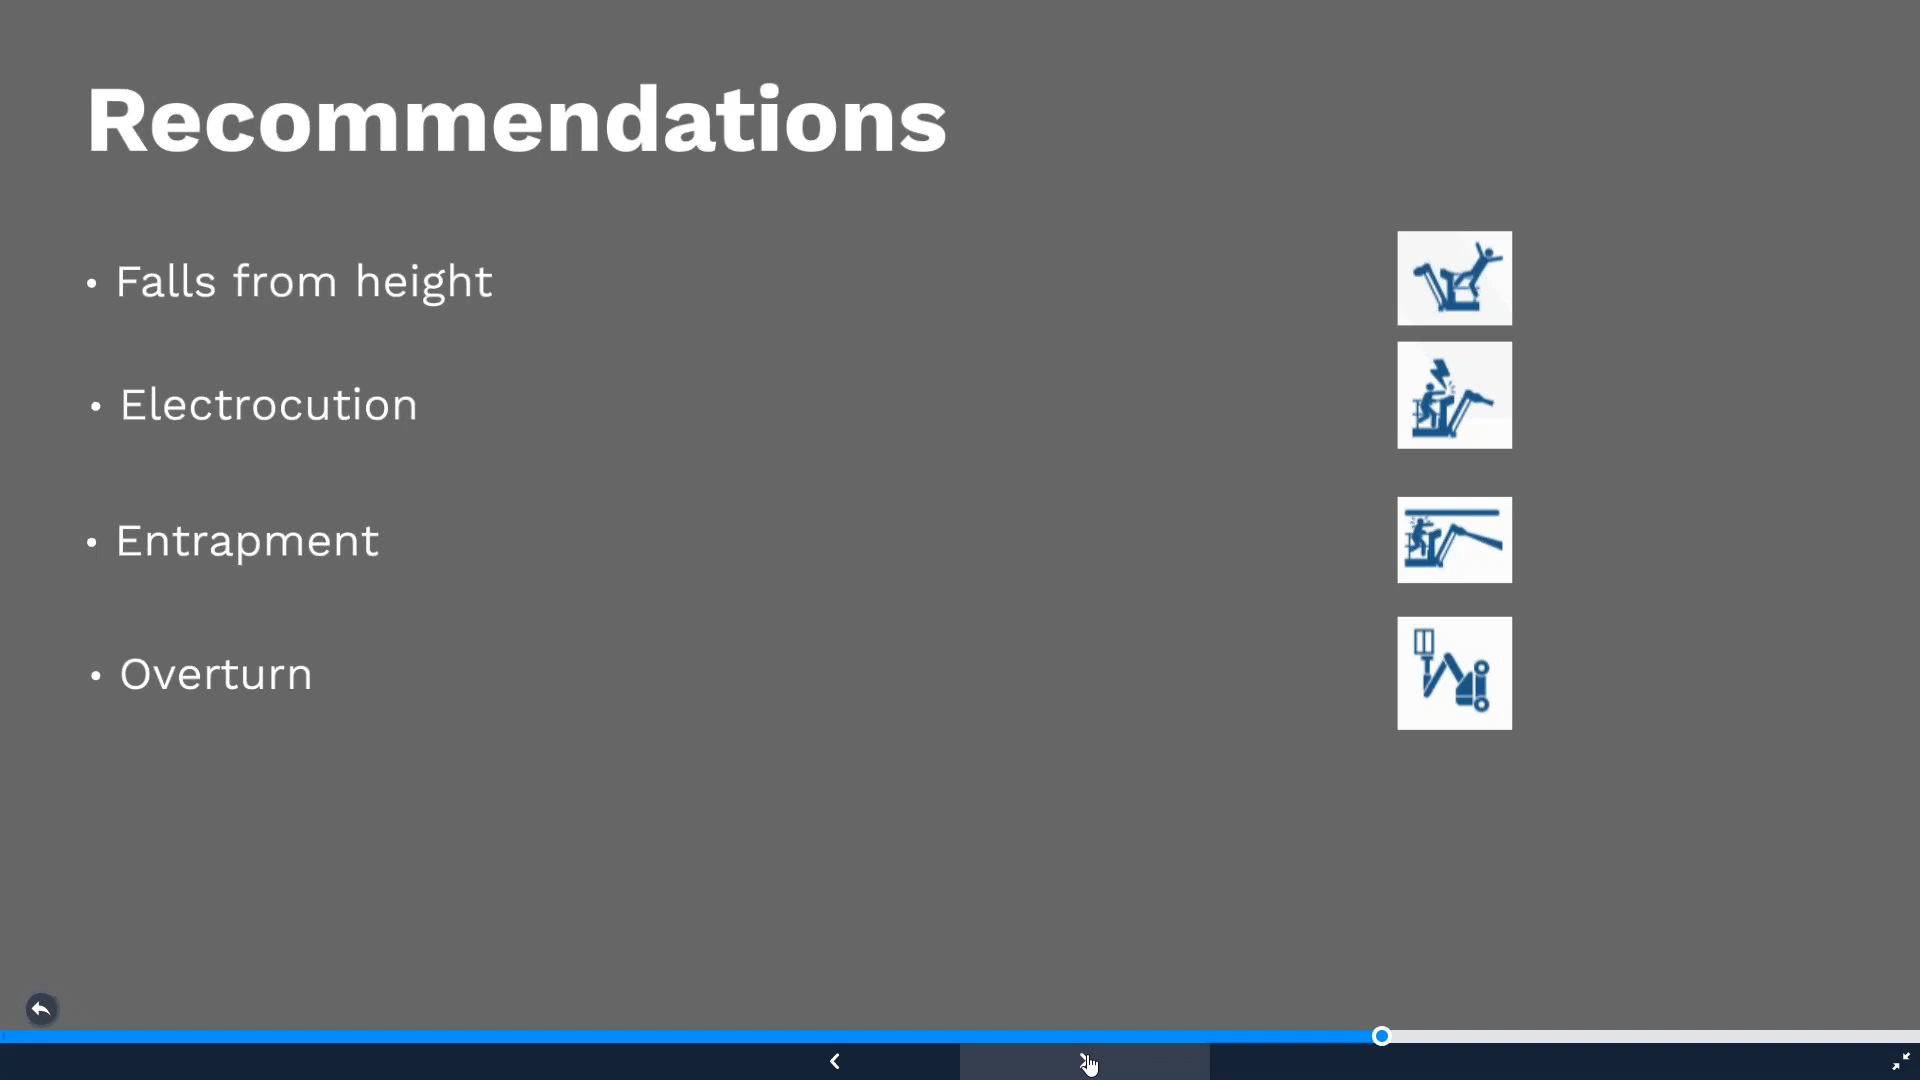 Recommendations
• Falls from height
• Electrocution
• Entrapment
• Overturn